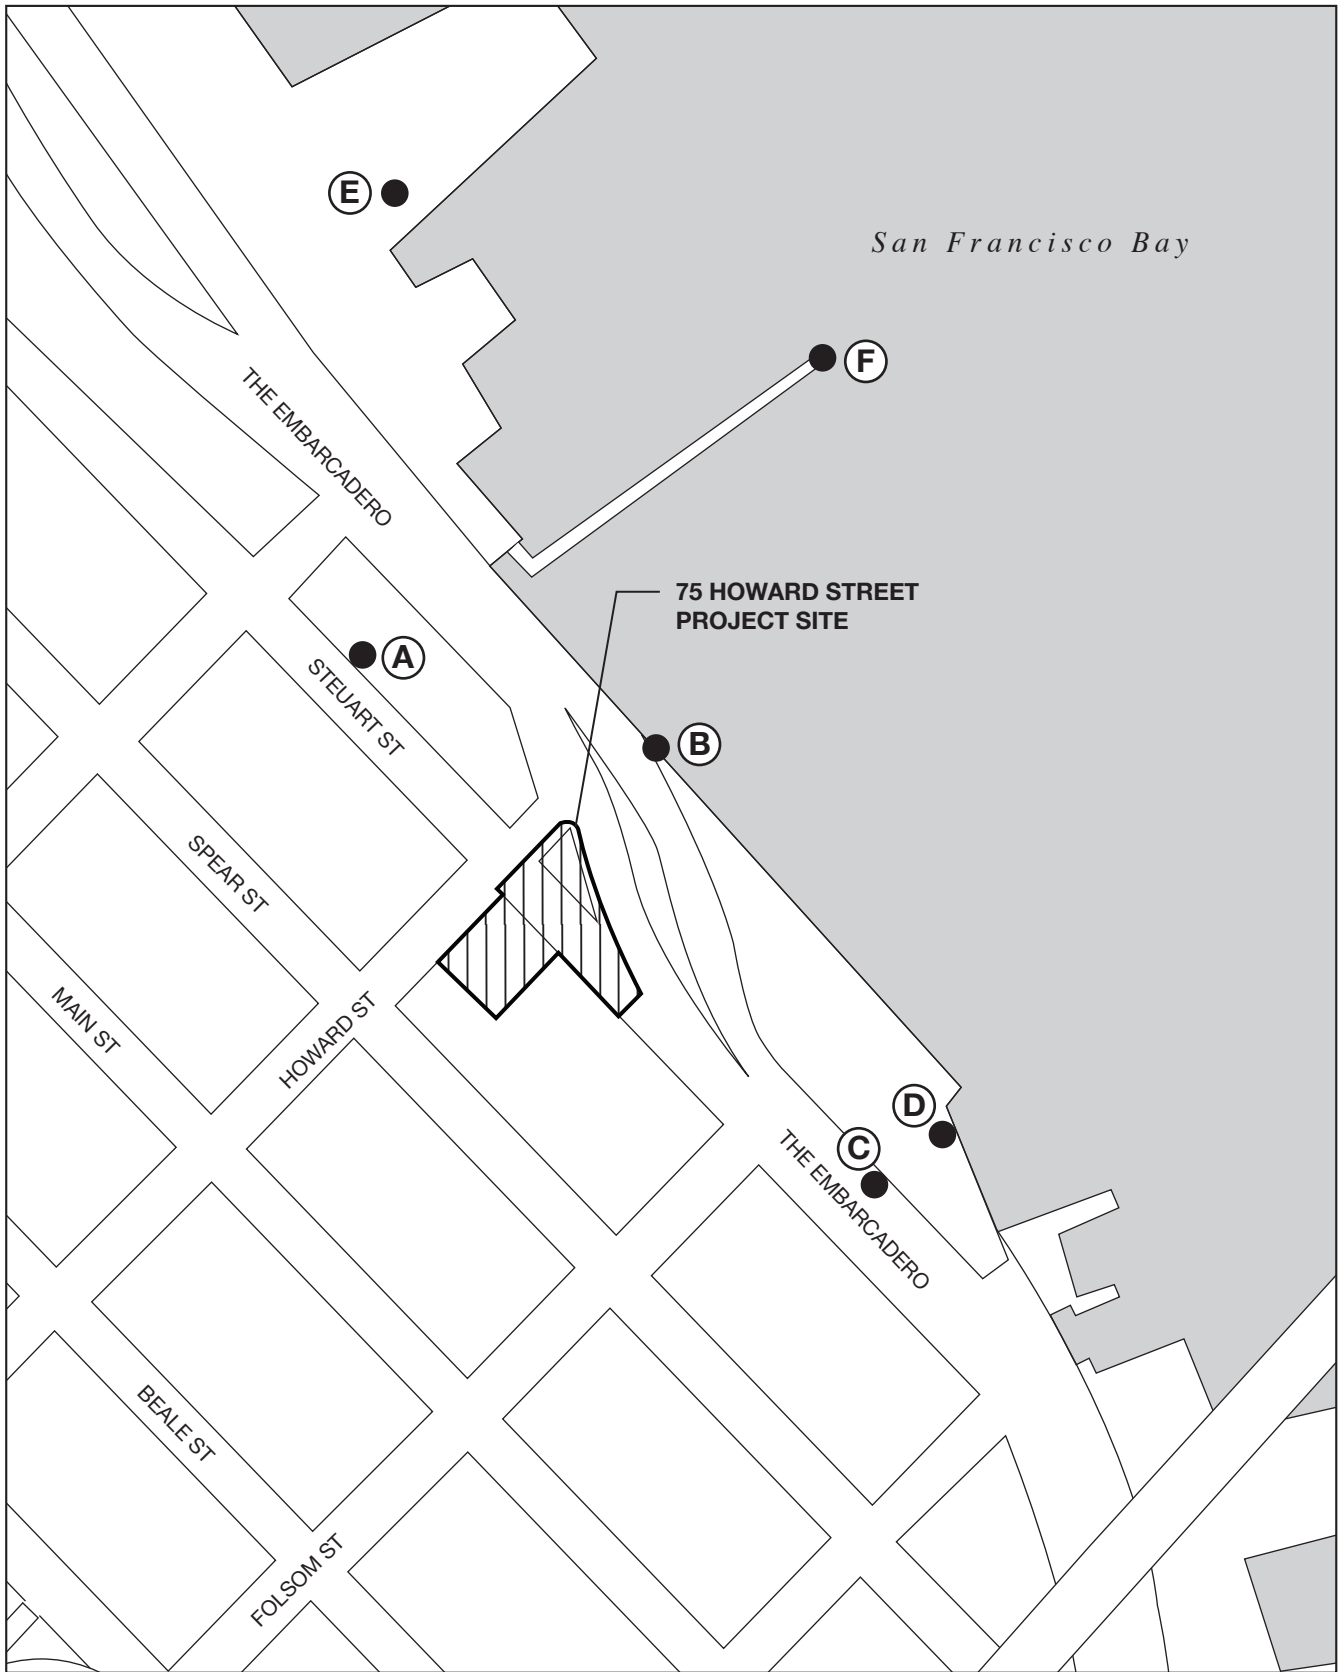 E
San Francisco Bay
F
THE EMBARCADERO
75 HOWARD STREET
PROJECT SITE
A
STEUART ST
B
SPEAR ST
MAIN ST
HOWARD ST
D
C
THE EMBARCADERO
BEALE ST
FOLSOM ST